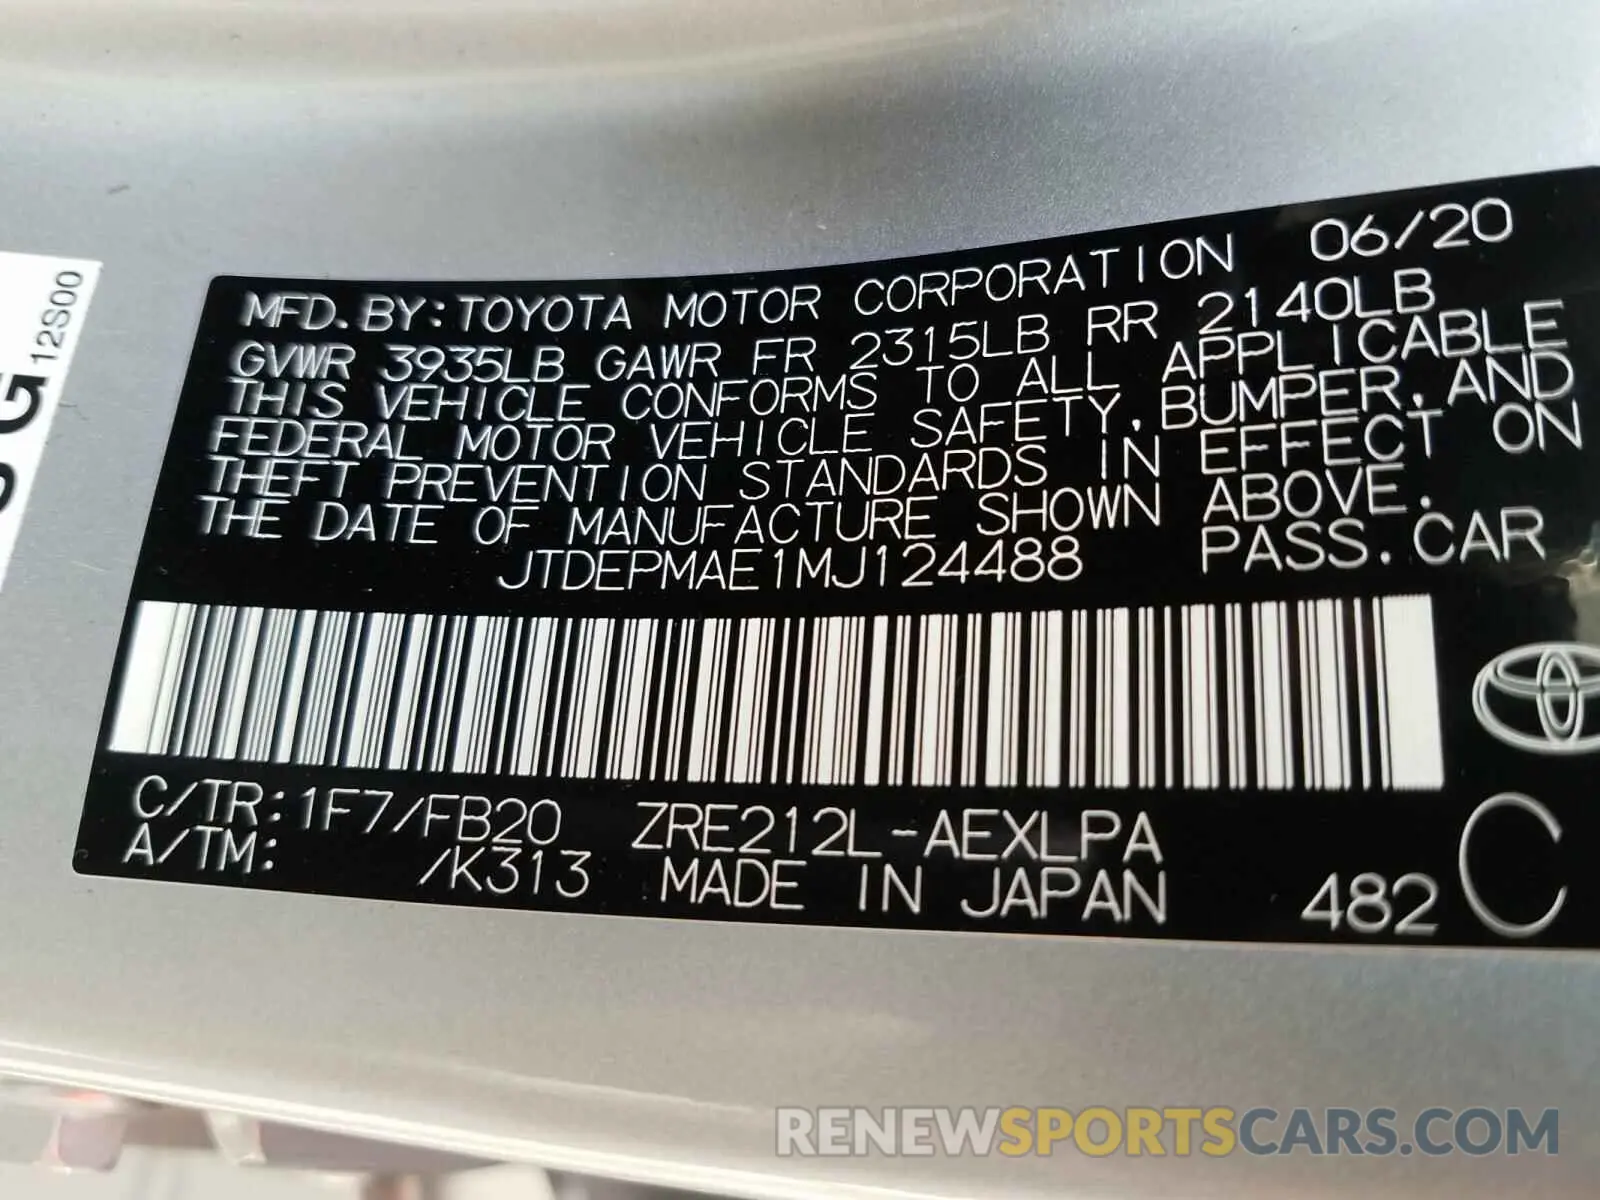 MFD. BY: TOYOTA MOTOR CORPORATION 06/20
GVWR 3935LB GAWR FR 2315LB RR 2140LB
THIS VEHICLE CONFORMS TO ALL APPLICABLE
FEDERAL MOTOR VEHICLE SAFETY, BUMPER, AND
THEFT PREVENTION STANDARDS IN EFFECT ON
THE DATE OF MANUFACTURE SHOWN ABOVE.
JTDEPMAE1MJ124488 PASS. CAR
C/TR: 1F7/FB20 ZRE212L-AEXLPA
A/TM: /K313 MADE IN JAPAN 482 C
12S00
RENEWSPORTSCARS.COM